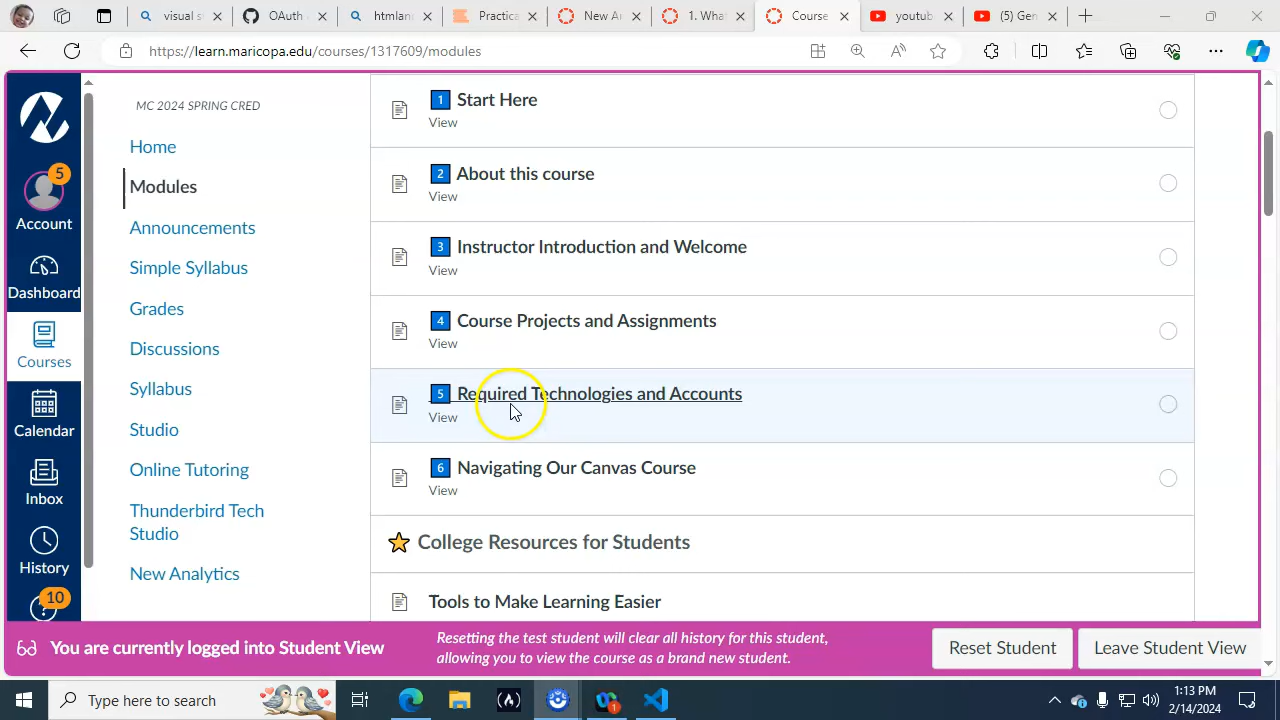 visual st
OAuth a
htmlanc
Practica
New An
1. What
Course
youtub
(5) Gen
https://learn.maricopa.edu/courses/1317609/modules
MC 2024 SPRING CRED
Home
Modules
Announcements
Simple Syllabus
Grades
Discussions
Syllabus
Studio
Online Tutoring
Thunderbird Tech
Studio
New Analytics
5
Account
Dashboard
Courses
Calendar
Inbox
History
10
1 Start Here
View
2 About this course
View
3 Instructor Introduction and Welcome
View
4 Course Projects and Assignments
View
5 Required Technologies and Accounts
View
6 Navigating Our Canvas Course
View
College Resources for Students
Tools to Make Learning Easier
You are currently logged into Student View
Resetting the test student will clear all history for this student,
allowing you to view the course as a brand new student.
Reset Student
Leave Student View
Type here to search
1
1:13 PM
2/14/2024